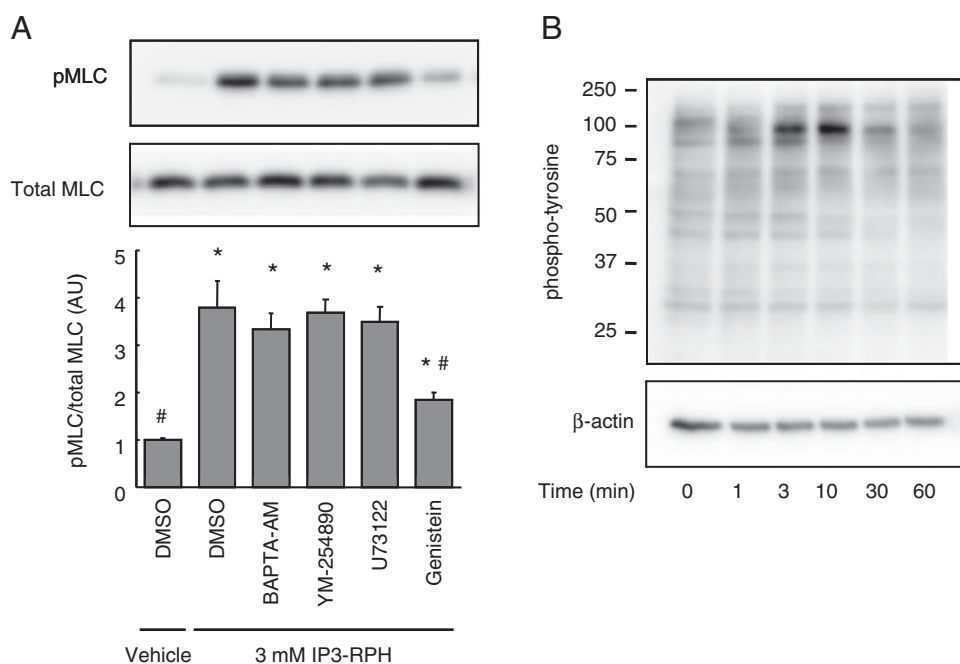 A
pMLC
Total MLC
pMLC/total MLC (AU)
5
4
3
2
1
0
#
*
*
*
*
* #
DMSO
DMSO
BAPTA-AM
YM-254890
U73122
Genistein
Vehicle
3 mM IP3-RPH
B
phospho-tyrosine
250
100
75
50
37
25
β-actin
Time (min) 0 1 3 10 30 60